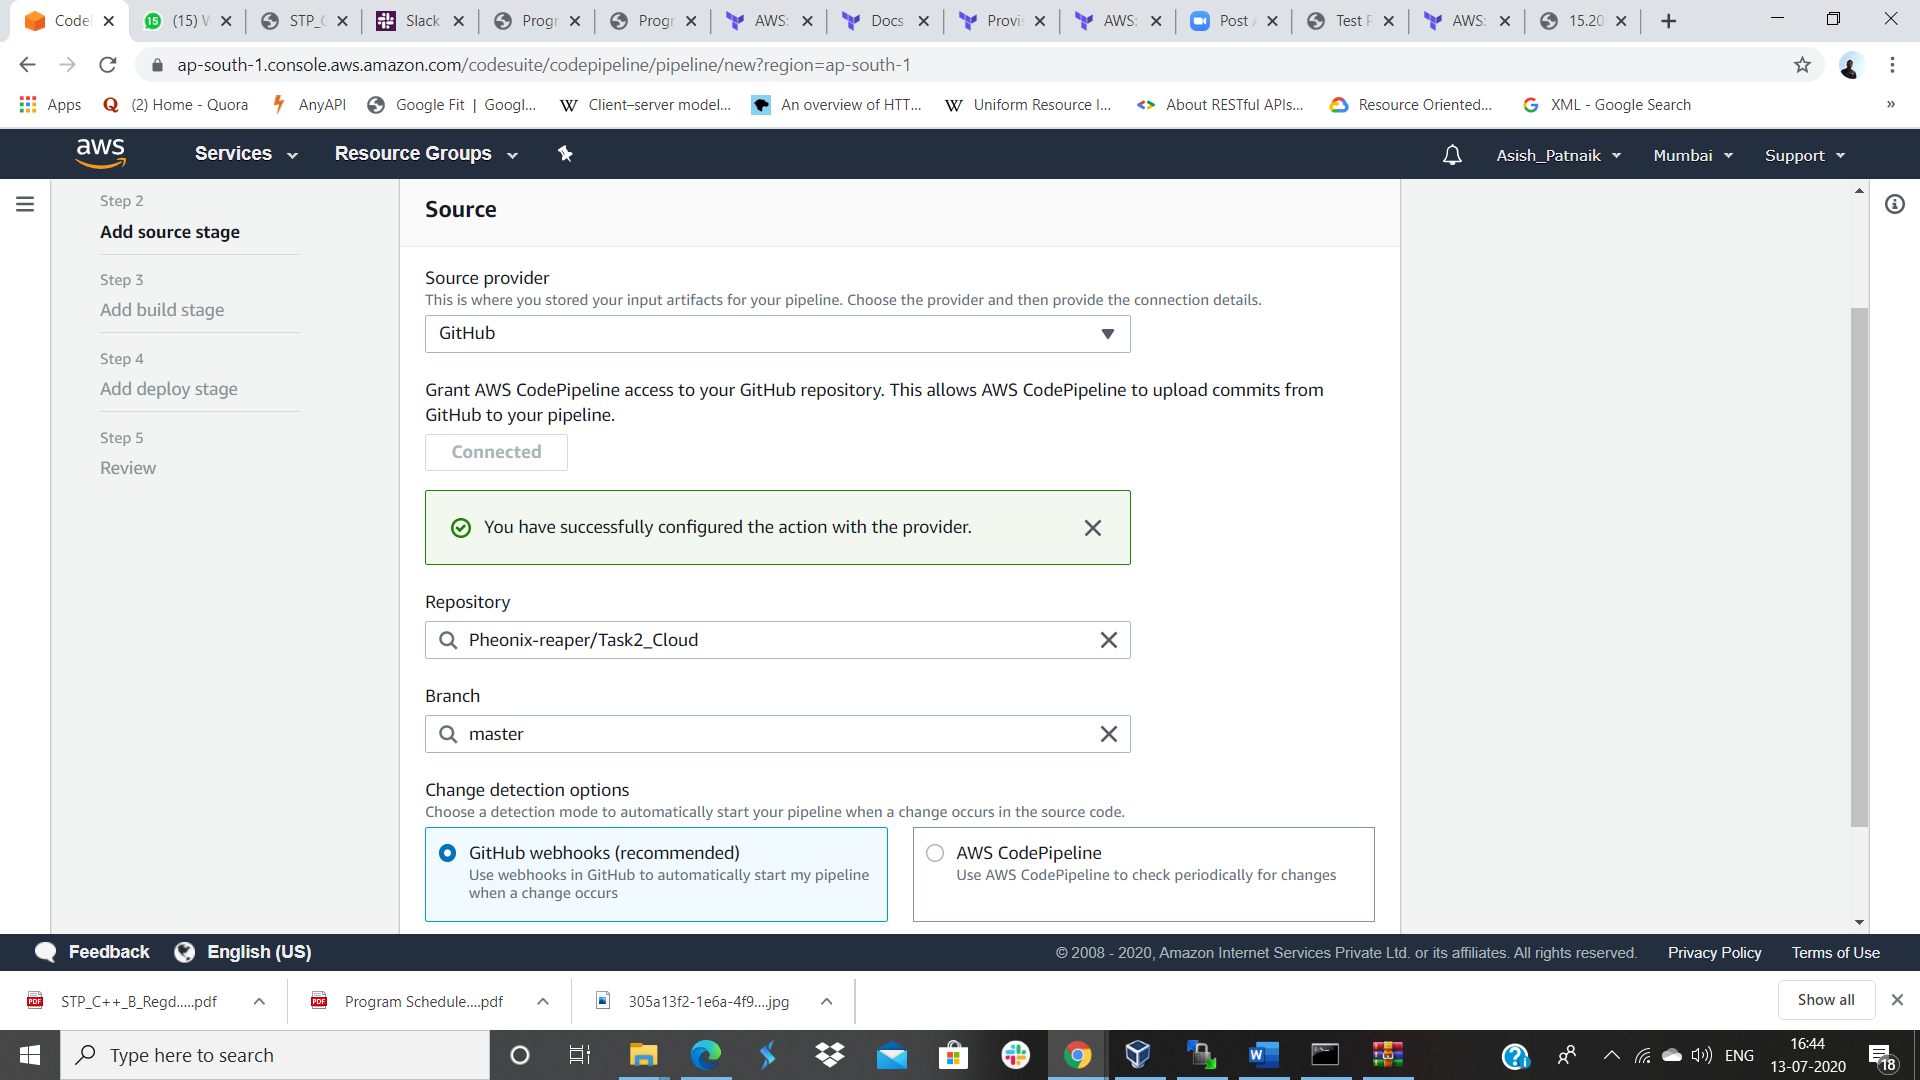 Code
(15) W
STP_C
Slack
Progr
Progr
AWS:
Docs
Provis
AWS:
Post A
Test P
AWS:
15.20
ap-south-1.console.aws.amazon.com/codesuite/codepipeline/pipeline/new?region=ap-south-1
Apps
(2) Home - Quora
AnyAPI
Google Fit | Googl...
Client–server model...
An overview of HTT...
Uniform Resource I...
About RESTful APIs...
Resource Oriented...
XML - Google Search
»
aws
Services
Resource Groups
Asish_Patnaik
Mumbai
Support
Step 2
Add source stage
Step 3
Add build stage
Step 4
Add deploy stage
Step 5
Review
Source
Source provider
This is where you stored your input artifacts for your pipeline. Choose the provider and then provide the connection details.
GitHub
Grant AWS CodePipeline access to your GitHub repository. This allows AWS CodePipeline to upload commits from
GitHub to your pipeline.
Connected
You have successfully configured the action with the provider.
Repository
Pheonix-reaper/Task2_Cloud
Branch
master
Change detection options
Choose a detection mode to automatically start your pipeline when a change occurs in the source code.
GitHub webhooks (recommended)
Use webhooks in GitHub to automatically start my pipeline
when a change occurs
AWS CodePipeline
Use AWS CodePipeline to check periodically for changes
Feedback
English (US)
© 2008 - 2020, Amazon Internet Services Private Ltd. or its affiliates. All rights reserved.
Privacy Policy
Terms of Use
STP_C++_B_Regd.....pdf
Program Schedule....pdf
305a13f2-1e6a-4f9....jpg
Show all
Type here to search
ENG
16:44
13-07-2020
18